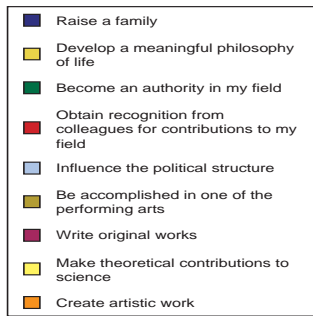 Raise a family
Develop a meaningful philosophy
of life
Become an authority in my field
Obtain recognition from
colleagues for contributions to my
field
Influence the political structure
Be accomplished in one of the
performing arts
Write original works
Make theoretical contributions to
science
Create artistic work